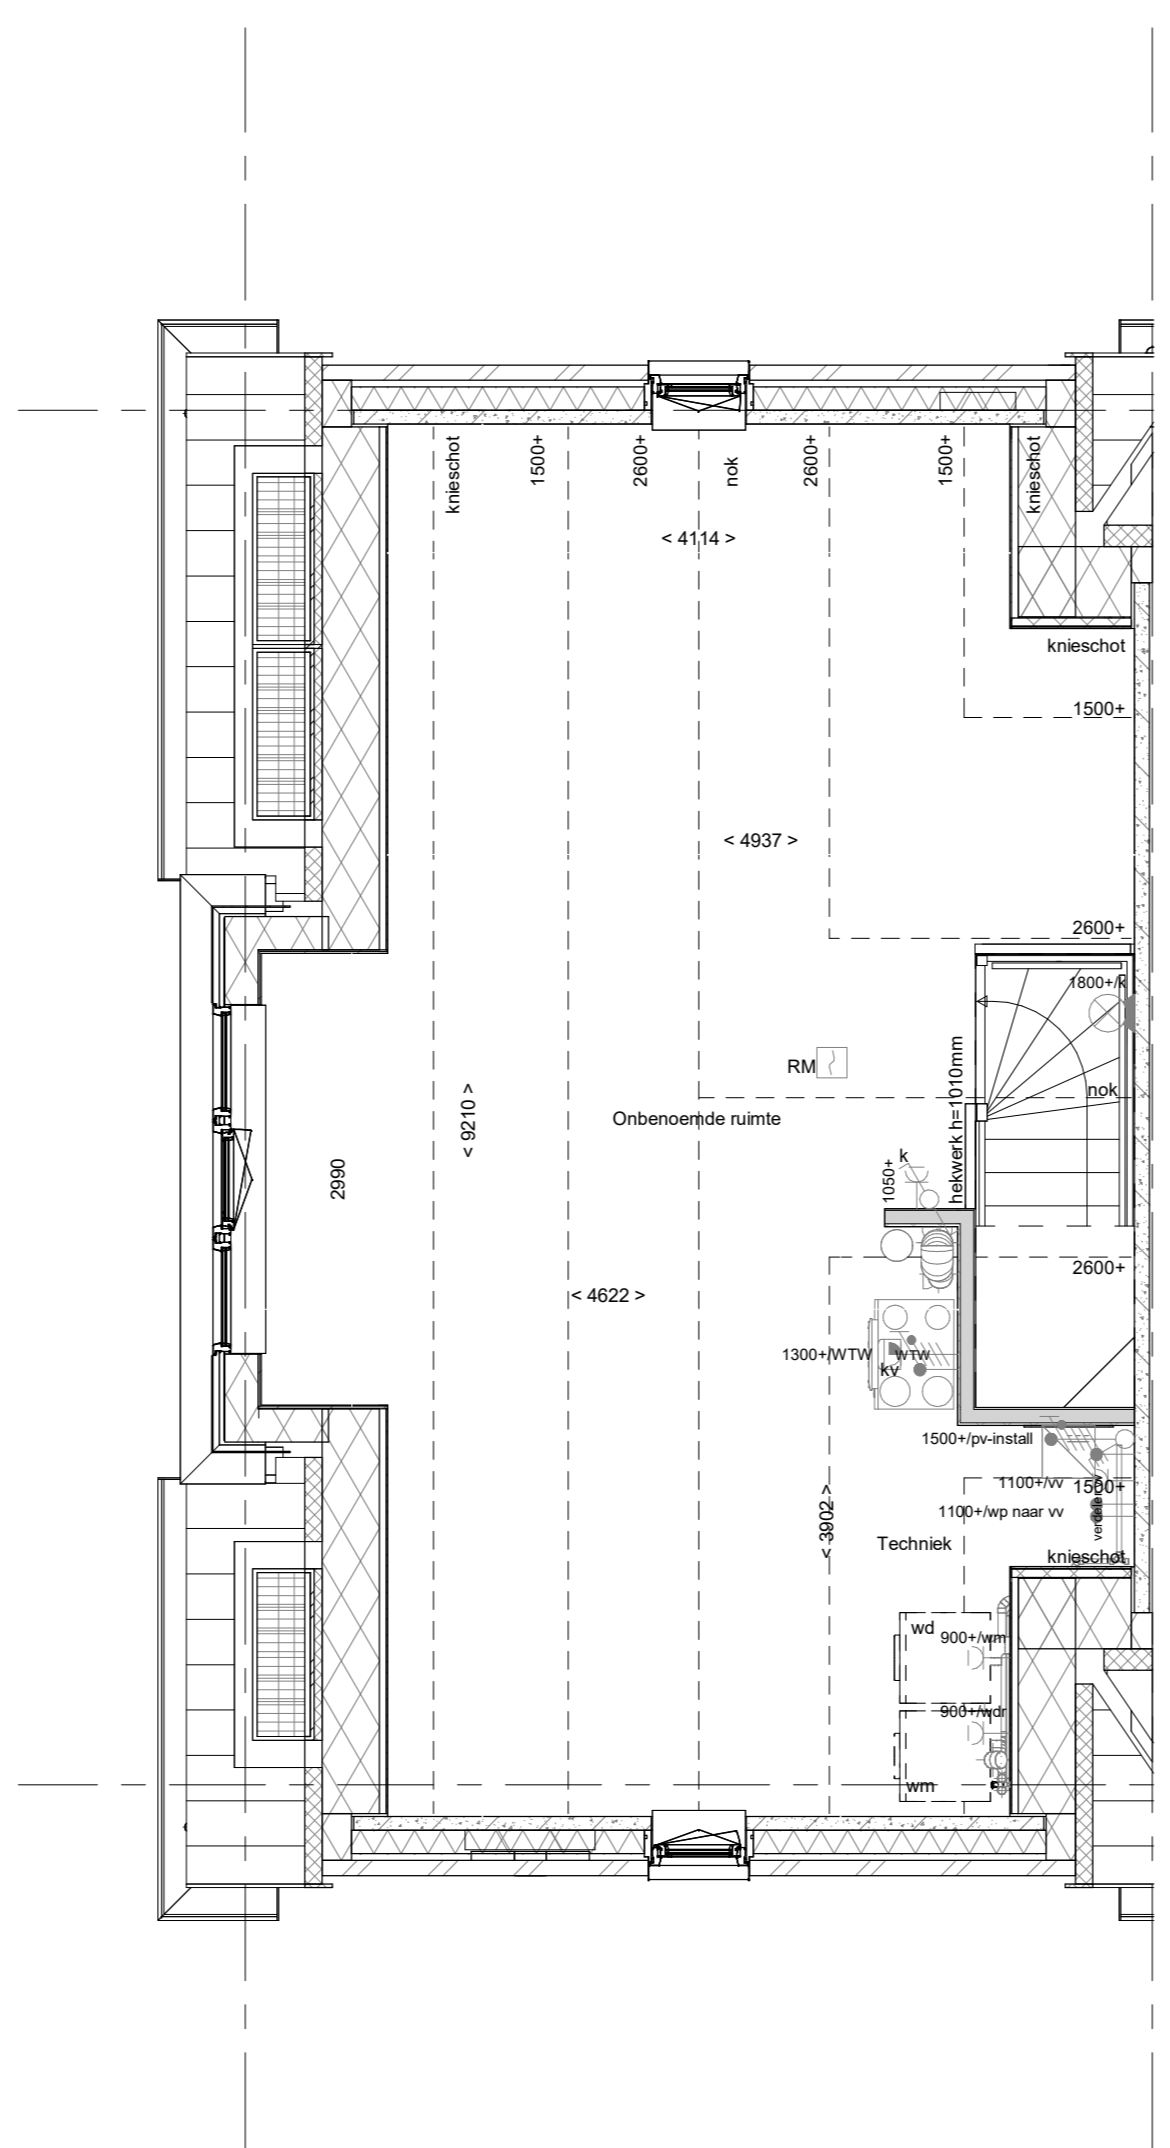 knieschot
1500+
2600+
nok
2600+
1500+
knieschot
< 4114 >
knieschot
1500+
< 4937 >
2600+
1800+/k
RM
hekwerk h=1010mm
nok
Onbenoemde ruimte
< 9210 >
2990
k
1050+
2600+
< 4622 >
1300+/WTW
WTW
kv
1500+/pv-install
1100+/vv
1500+
1100+/wp naar vv
< 3902 >
Techniek
knieschot
wd
900+/wm
900+/wdr
wm